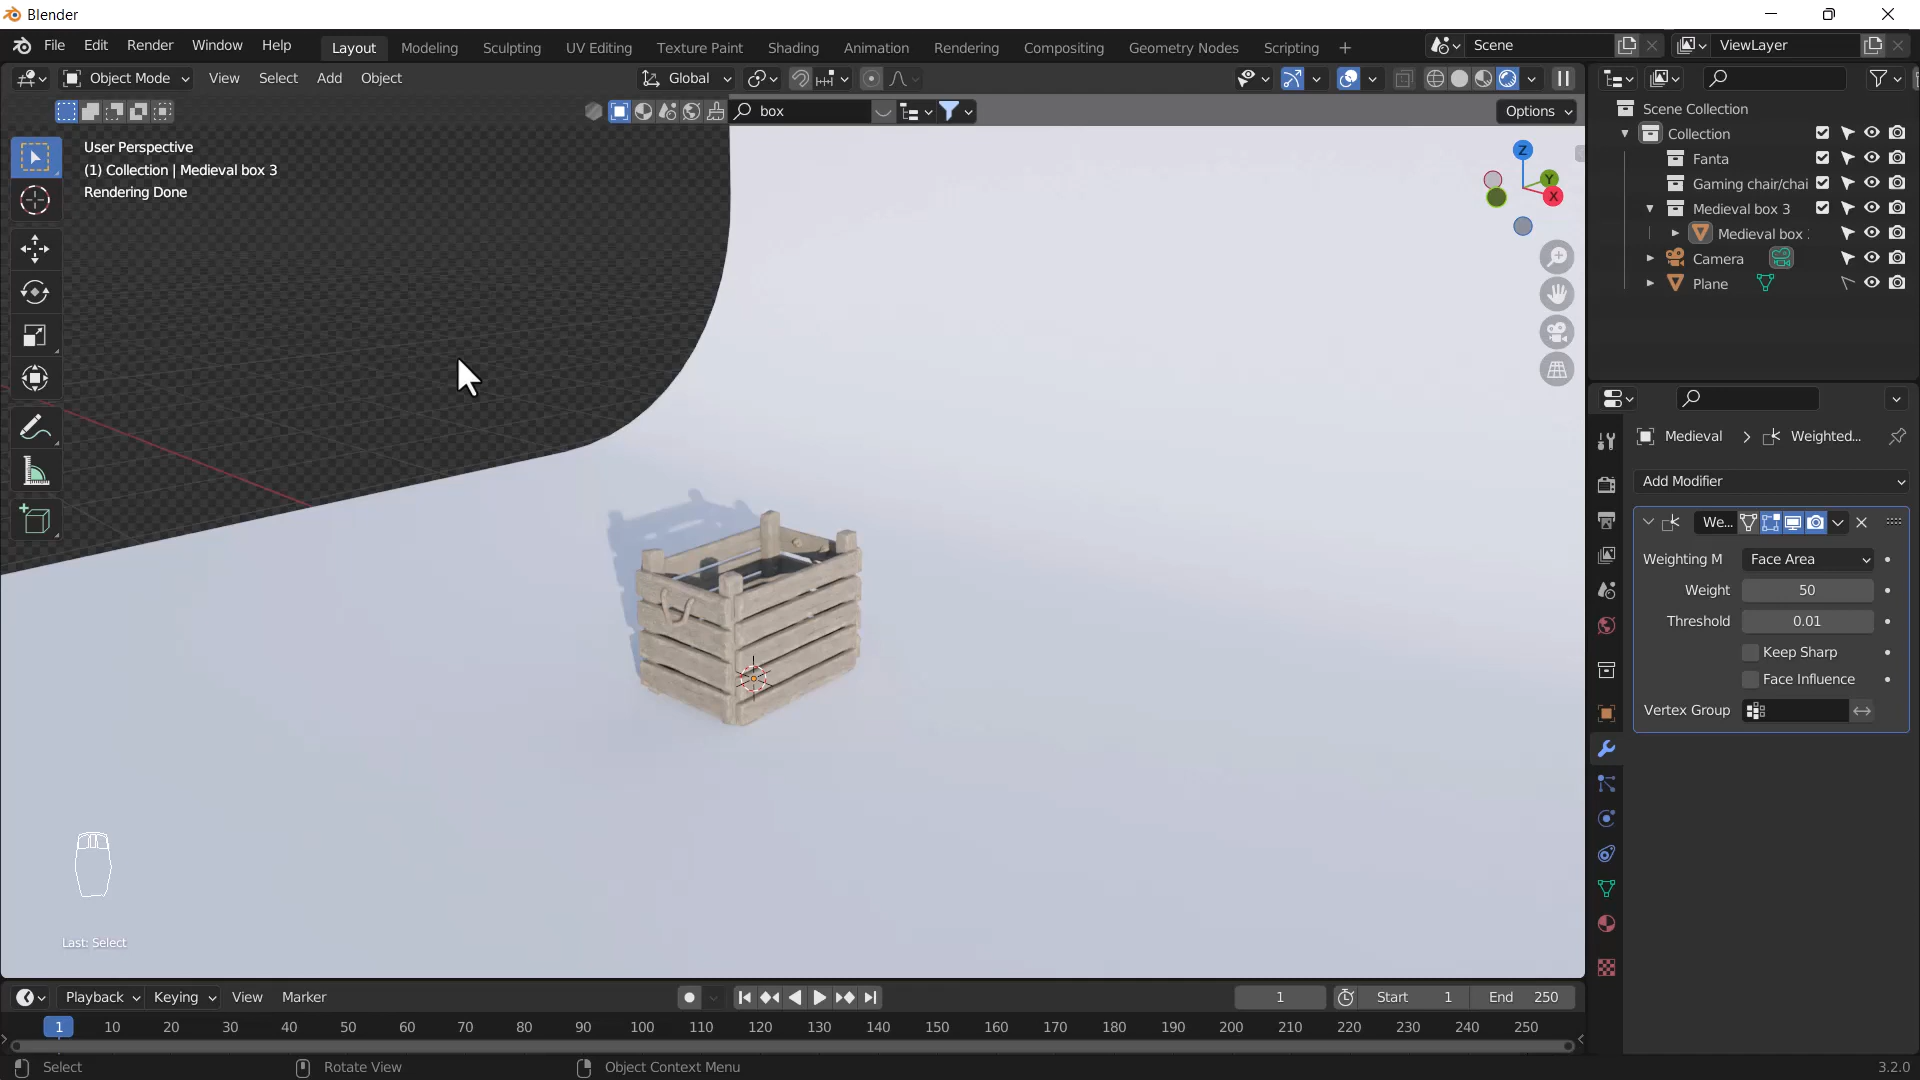 Blender
File Edit Render Window Help Layout Modeling Sculpting UV Editing Texture Paint Shading Animation Rendering Compositing Geometry Nodes Scripting + Scene ViewLayer
Object Mode View Select Add Object Global
box Options
User Perspective
(1) Collection | Medieval box 3
Rendering Done
Z
Y
X
Last: Select
Scene Collection
Collection
Fanta
Gaming chair/chai
Medieval box 3
Medieval box
Camera
Plane
Medieval > Weighted...
Add Modifier
We...
Weighting M Face Area
Weight 50
Threshold 0.01
Keep Sharp
Face Influence
Vertex Group
Playback Keying View Marker 1 Start 1 End 250
1 10 20 30 40 50 60 70 80 90 100 110 120 130 140 150 160 170 180 190 200 210 220 230 240 250
Select Rotate View Object Context Menu 3.2.0